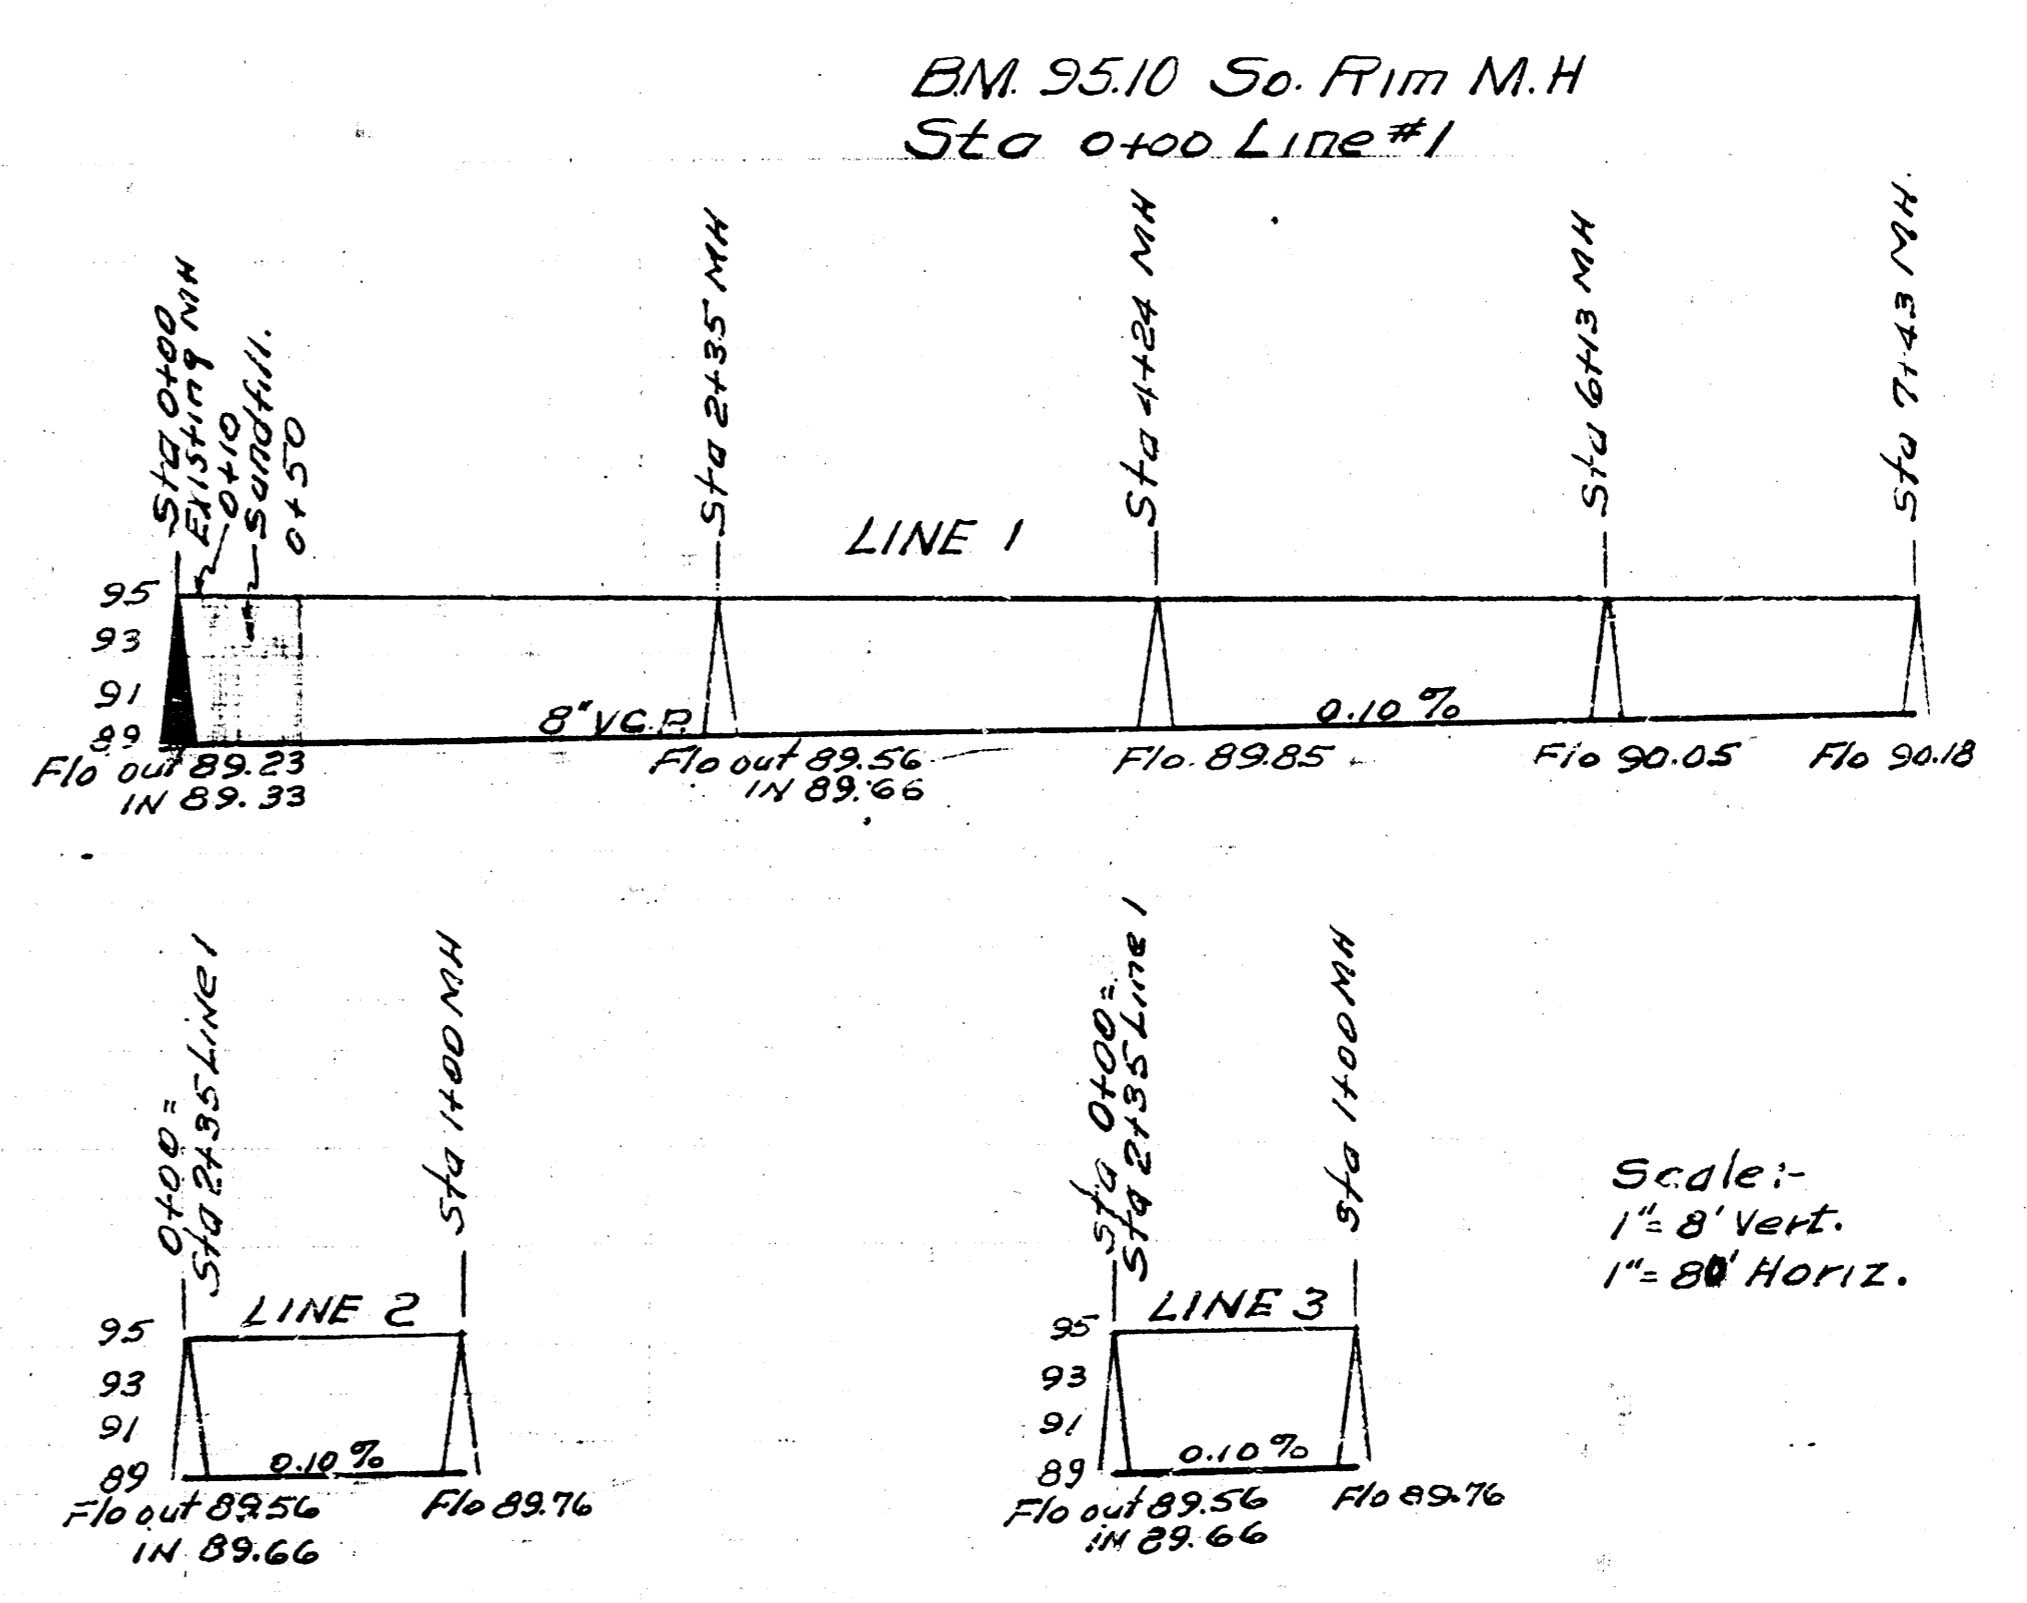 B.M. 95.10 So. Rim M.H
Sta 0+00 Line #1
Sta 0+00
Existing MH
0+10
Sandfill.
0+50
Sta 2+35 MH
Sta 4+24 MH
Sta 6+13 MH
Sta 7+43 MH.
LINE 1
95
93
91
89
8" V.C.P.
0.10 %
Flo out 89.23
IN 89.33
Flo out 89.56
IN 89.66
Flo. 89.85
Flo 90.05
Flo 90.18
0+00 =
Sta 2+35 LINE 1
Sta 1+00 MH
LINE 2
95
93
91
89
0.10 %
Flo out 89.56
IN 89.66
Flo 89.76
Sta 0+00 =
Sta 2+35 Line 1
Sta 1+00 MH
LINE 3
95
93
91
89
0.10 %
Flo out 89.56
IN 89.66
Flo 89.76
Scale:-
1" = 8' Vert.
1" = 80' Horiz.